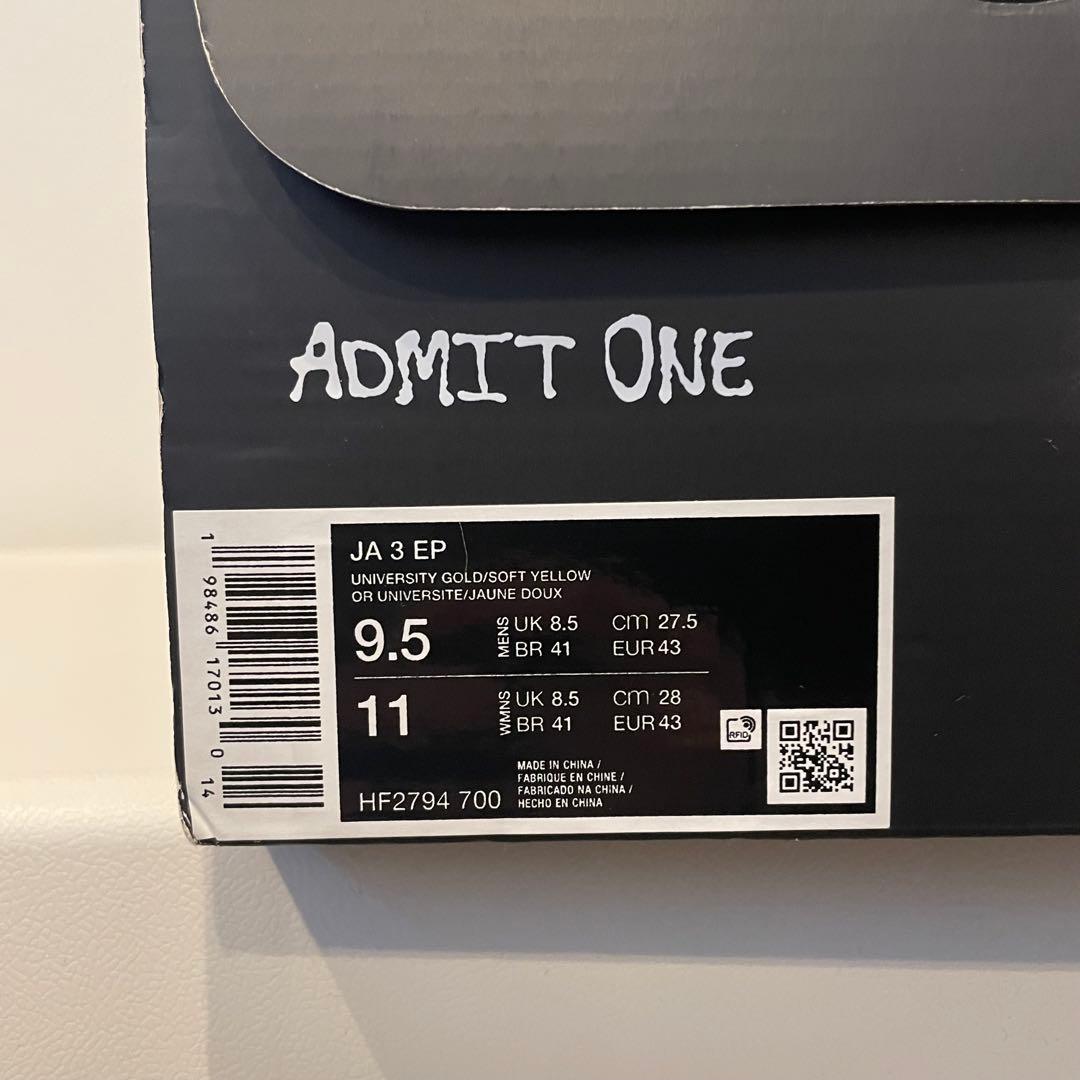 ADMIT ONE
JA 3 EP
UNIVERSITY GOLD/SOFT YELLOW
OR UNIVERSITE/JAUNE DOUX
9.5 MENS UK 8.5 cm 27.5
BR 41 EUR 43
11 WMNS UK 8.5 cm 28
BR 41 EUR 43
RFID
MADE IN CHINA /
FABRIQUE EN CHINE /
FABRICADO NA CHINA /
HECHO EN CHINA
HF2794 700
1 98486 17013 0 14